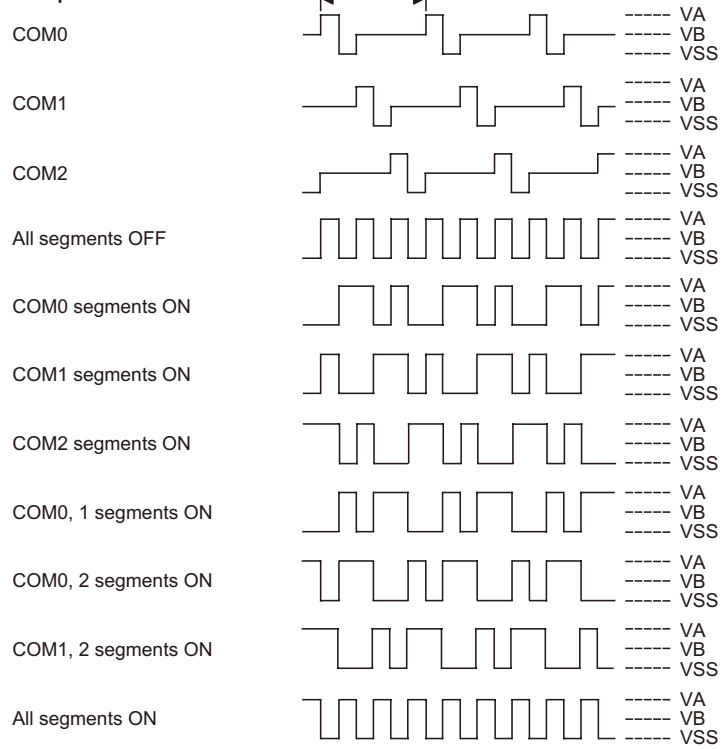 COM0
VA
VB
VSS
COM1
VA
VB
VSS
COM2
VA
VB
VSS
All segments OFF
VA
VB
VSS
COM0 segments ON
VA
VB
VSS
COM1 segments ON
VA
VB
VSS
COM2 segments ON
VA
VB
VSS
COM0, 1 segments ON
VA
VB
VSS
COM0, 2 segments ON
VA
VB
VSS
COM1, 2 segments ON
VA
VB
VSS
All segments ON
VA
VB
VSS